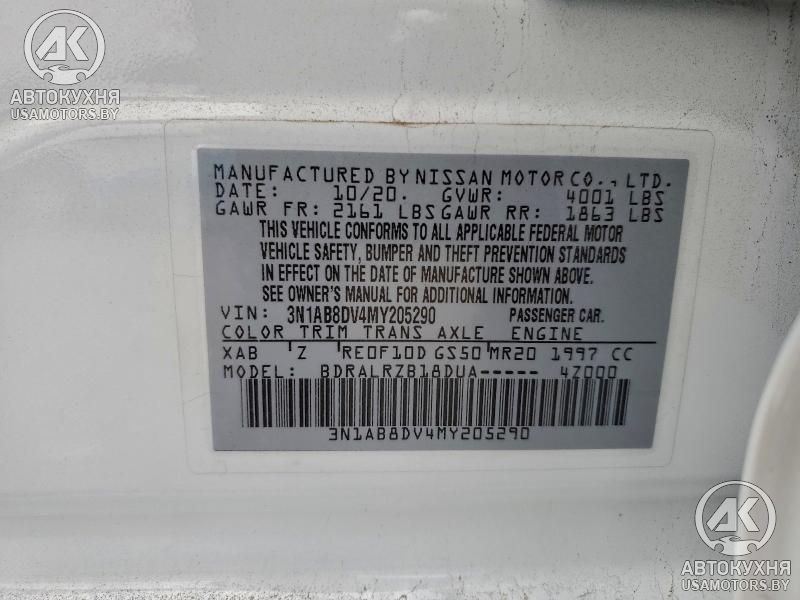 AK
АВТОКУХНЯ
USAMOTORS.BY
MANUFACTURED BY NISSAN MOTOR CO., LTD.
DATE: 10/20. GVWR: 4001 LBS
GAWR FR: 2161 LBS GAWR RR: 1863 LBS
THIS VEHICLE CONFORMS TO ALL APPLICABLE FEDERAL MOTOR
VEHICLE SAFETY, BUMPER AND THEFT PREVENTION STANDARDS
IN EFFECT ON THE DATE OF MANUFACTURE SHOWN ABOVE.
SEE OWNER'S MANUAL FOR ADDITIONAL INFORMATION
VIN: 3N1AB8DV4MY205290 PASSENGER CAR.
COLOR TRIM TRANS AXLE ENGINE
XAB Z RE0F10D GS50 MR20 1997 CC
MODEL: BDRALRZB18DUA----- 4Z000
3N1AB8DV4MY205290
AK
АВТОКУХНЯ
USAMOTORS.BY